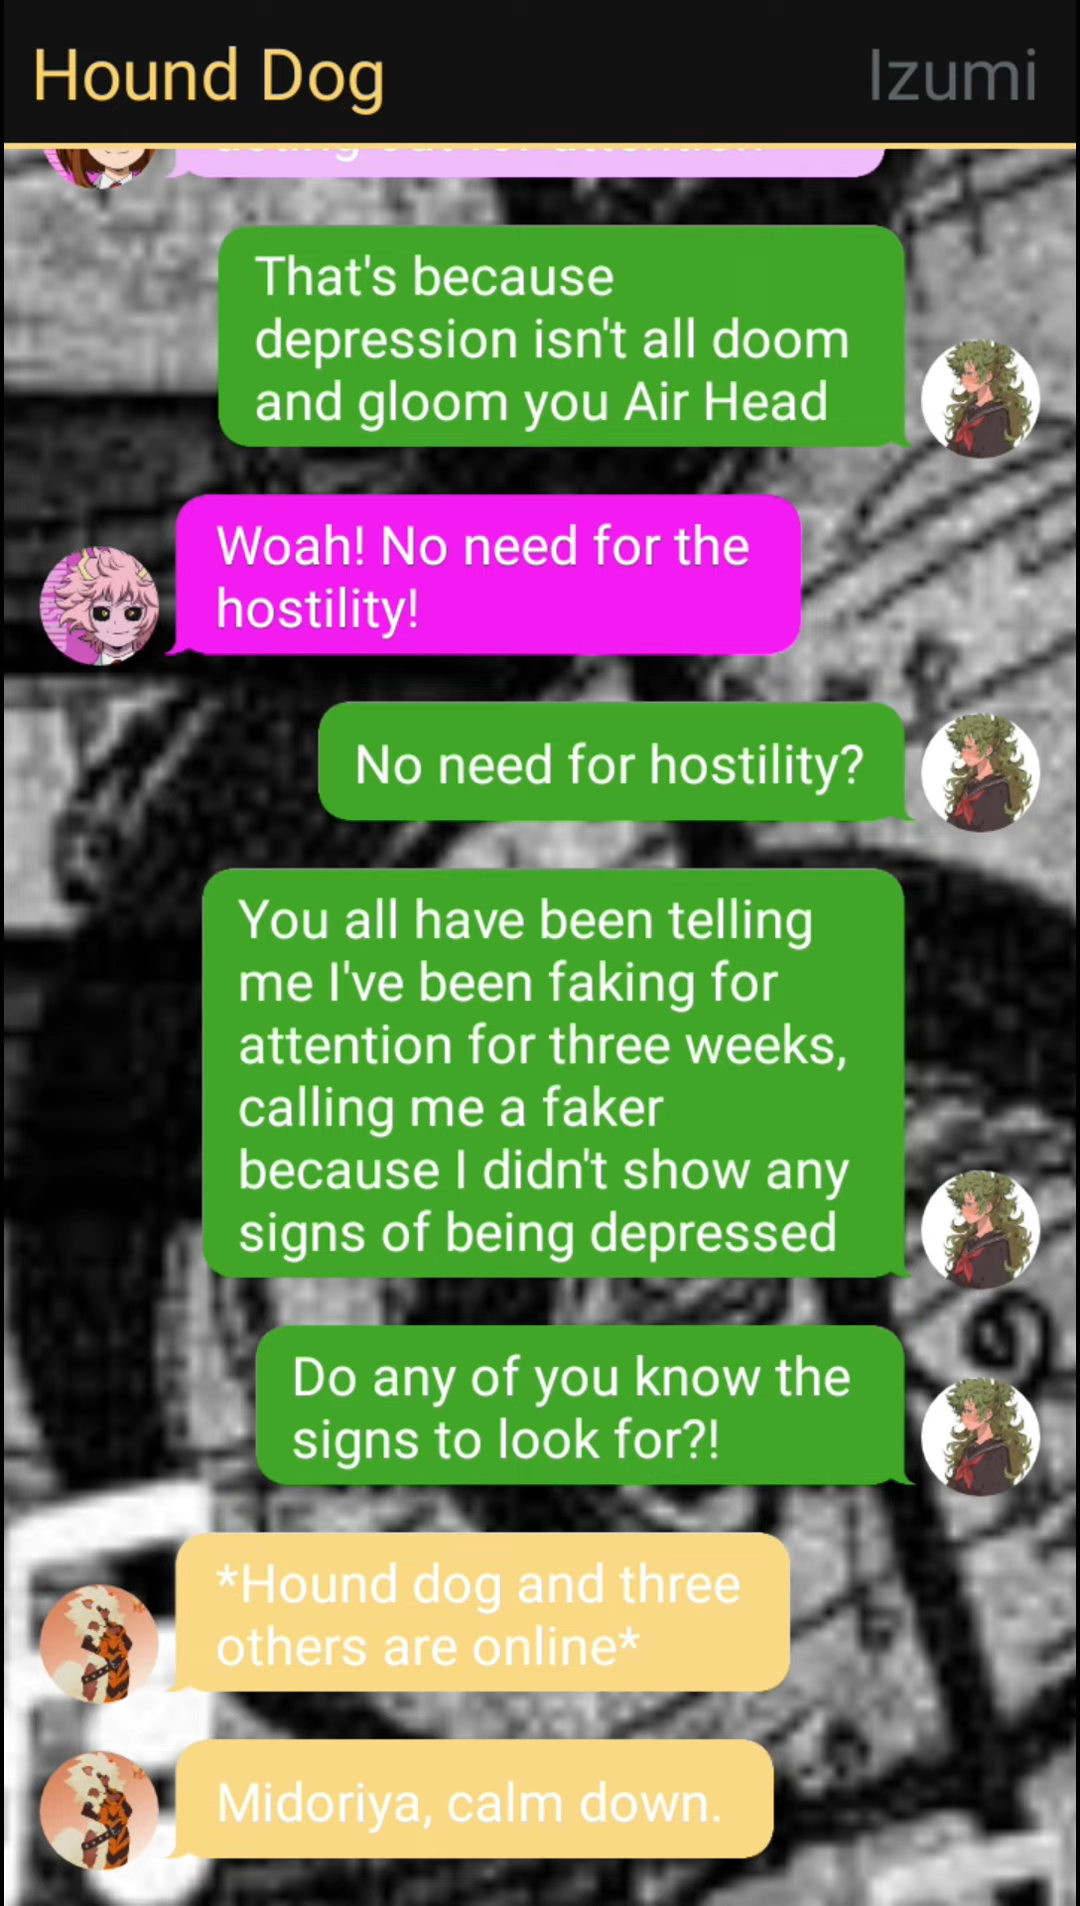 Hound Dog
Izumi
That's because
depression isn't all doom
and gloom you Air Head
Woah! No need for the
hostility!
No need for hostility?
You all have been telling
me I've been faking for
attention for three weeks,
calling me a faker
because I didn't show any
signs of being depressed
Do any of you know the
signs to look for?!
*Hound dog and three
others are online*
Midoriya, calm down.